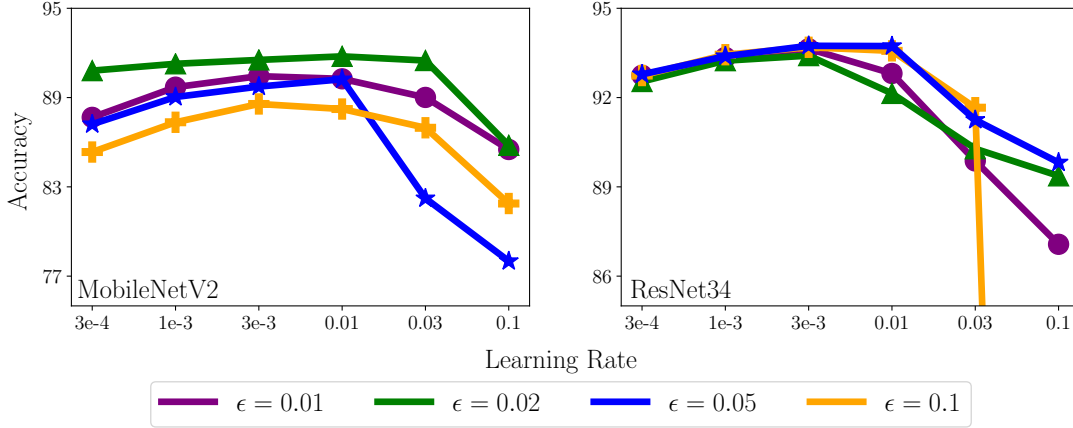 Accuracy
95
89
83
77
MobileNetV2
3e-4 1e-3 3e-3 0.01 0.03 0.1
95
92
89
86
ResNet34
3e-4 1e-3 3e-3 0.01 0.03 0.1
Learning Rate
ϵ = 0.01 ϵ = 0.02 ϵ = 0.05 ϵ = 0.1